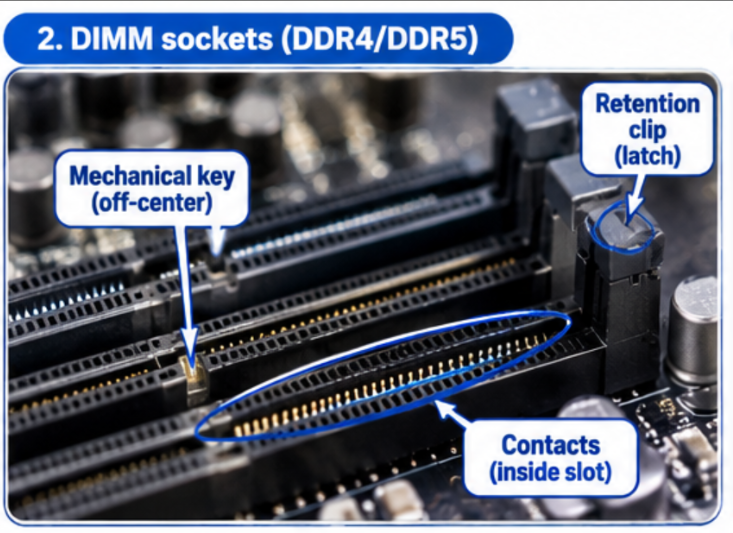 2. DIMM sockets (DDR4/DDR5)
Mechanical key
(off-center)
Retention
clip
(latch)
Contacts
(inside slot)